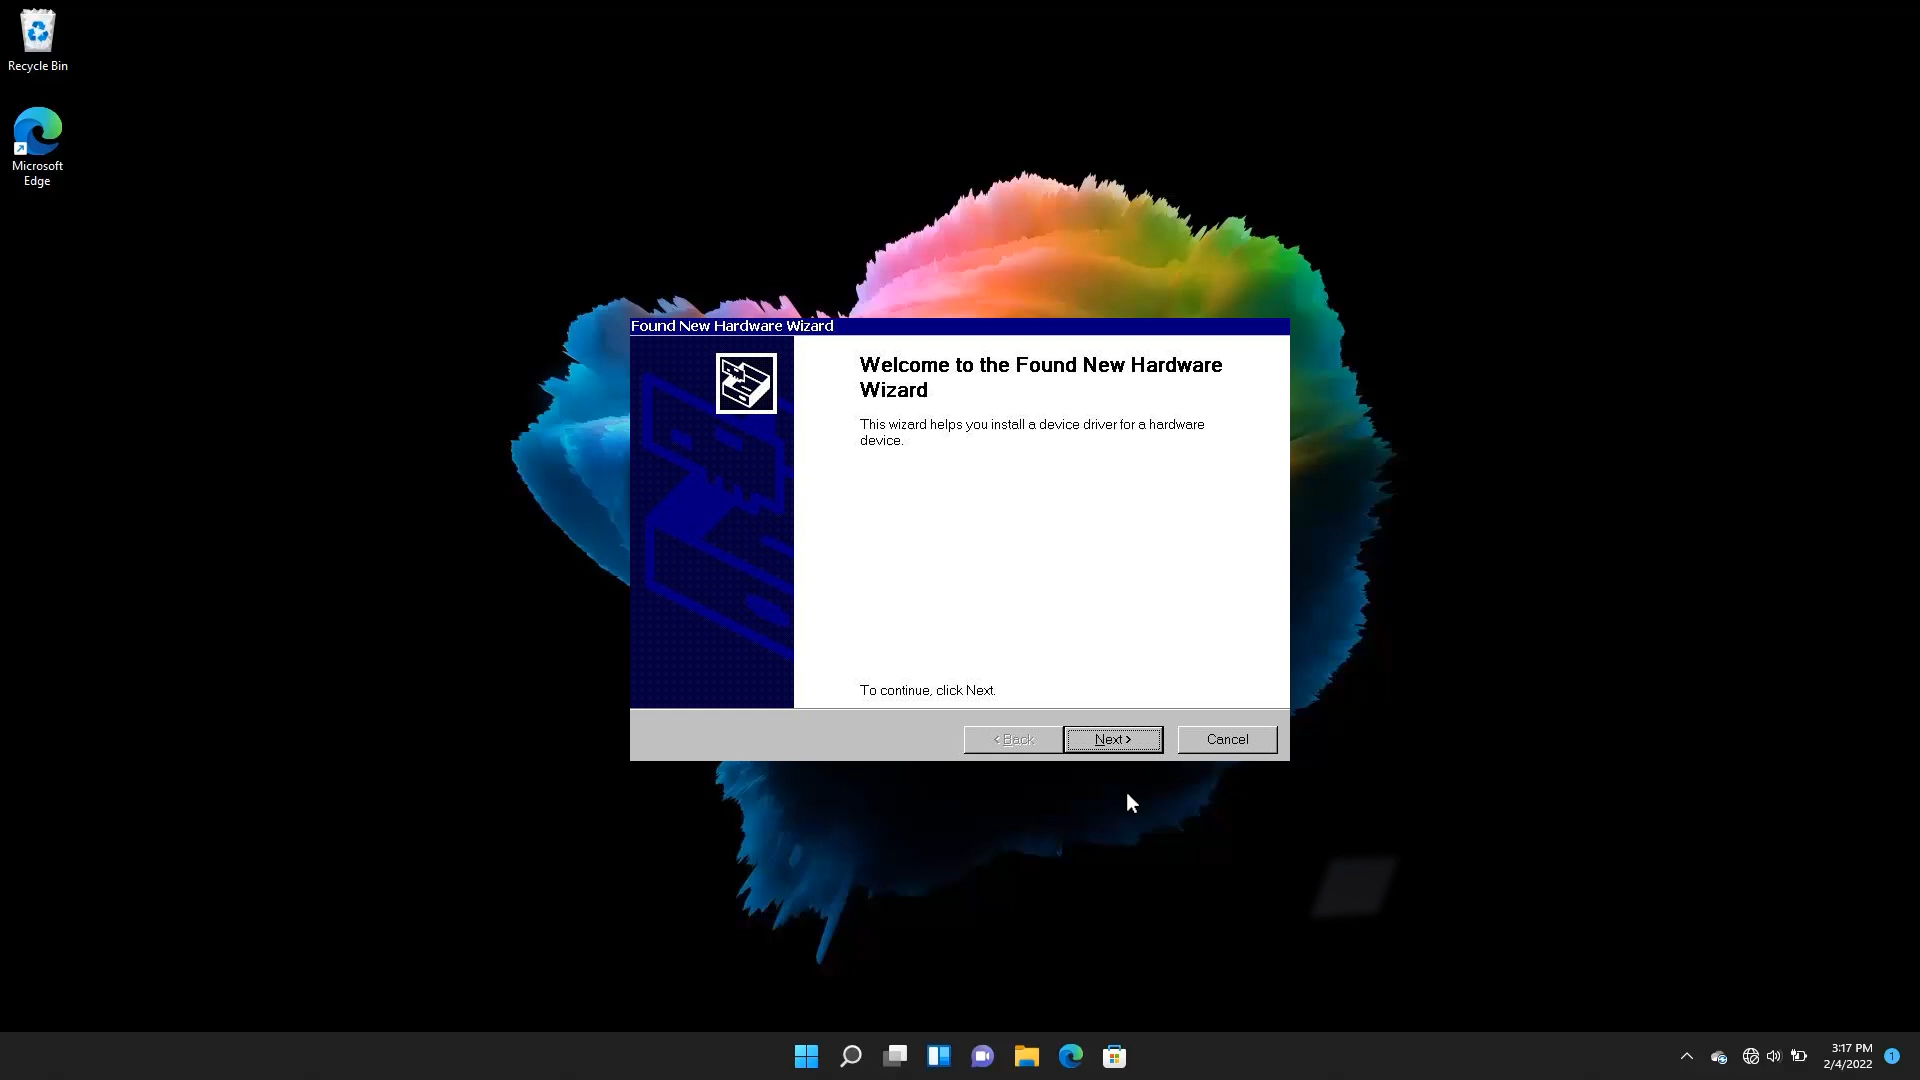 Recycle Bin
Microsoft
Edge
Found New Hardware Wizard
Welcome to the Found New Hardware
Wizard
This wizard helps you install a device driver for a hardware
device.
To continue, click Next.
< Back
Next >
Cancel
3:17 PM
2/4/2022
1